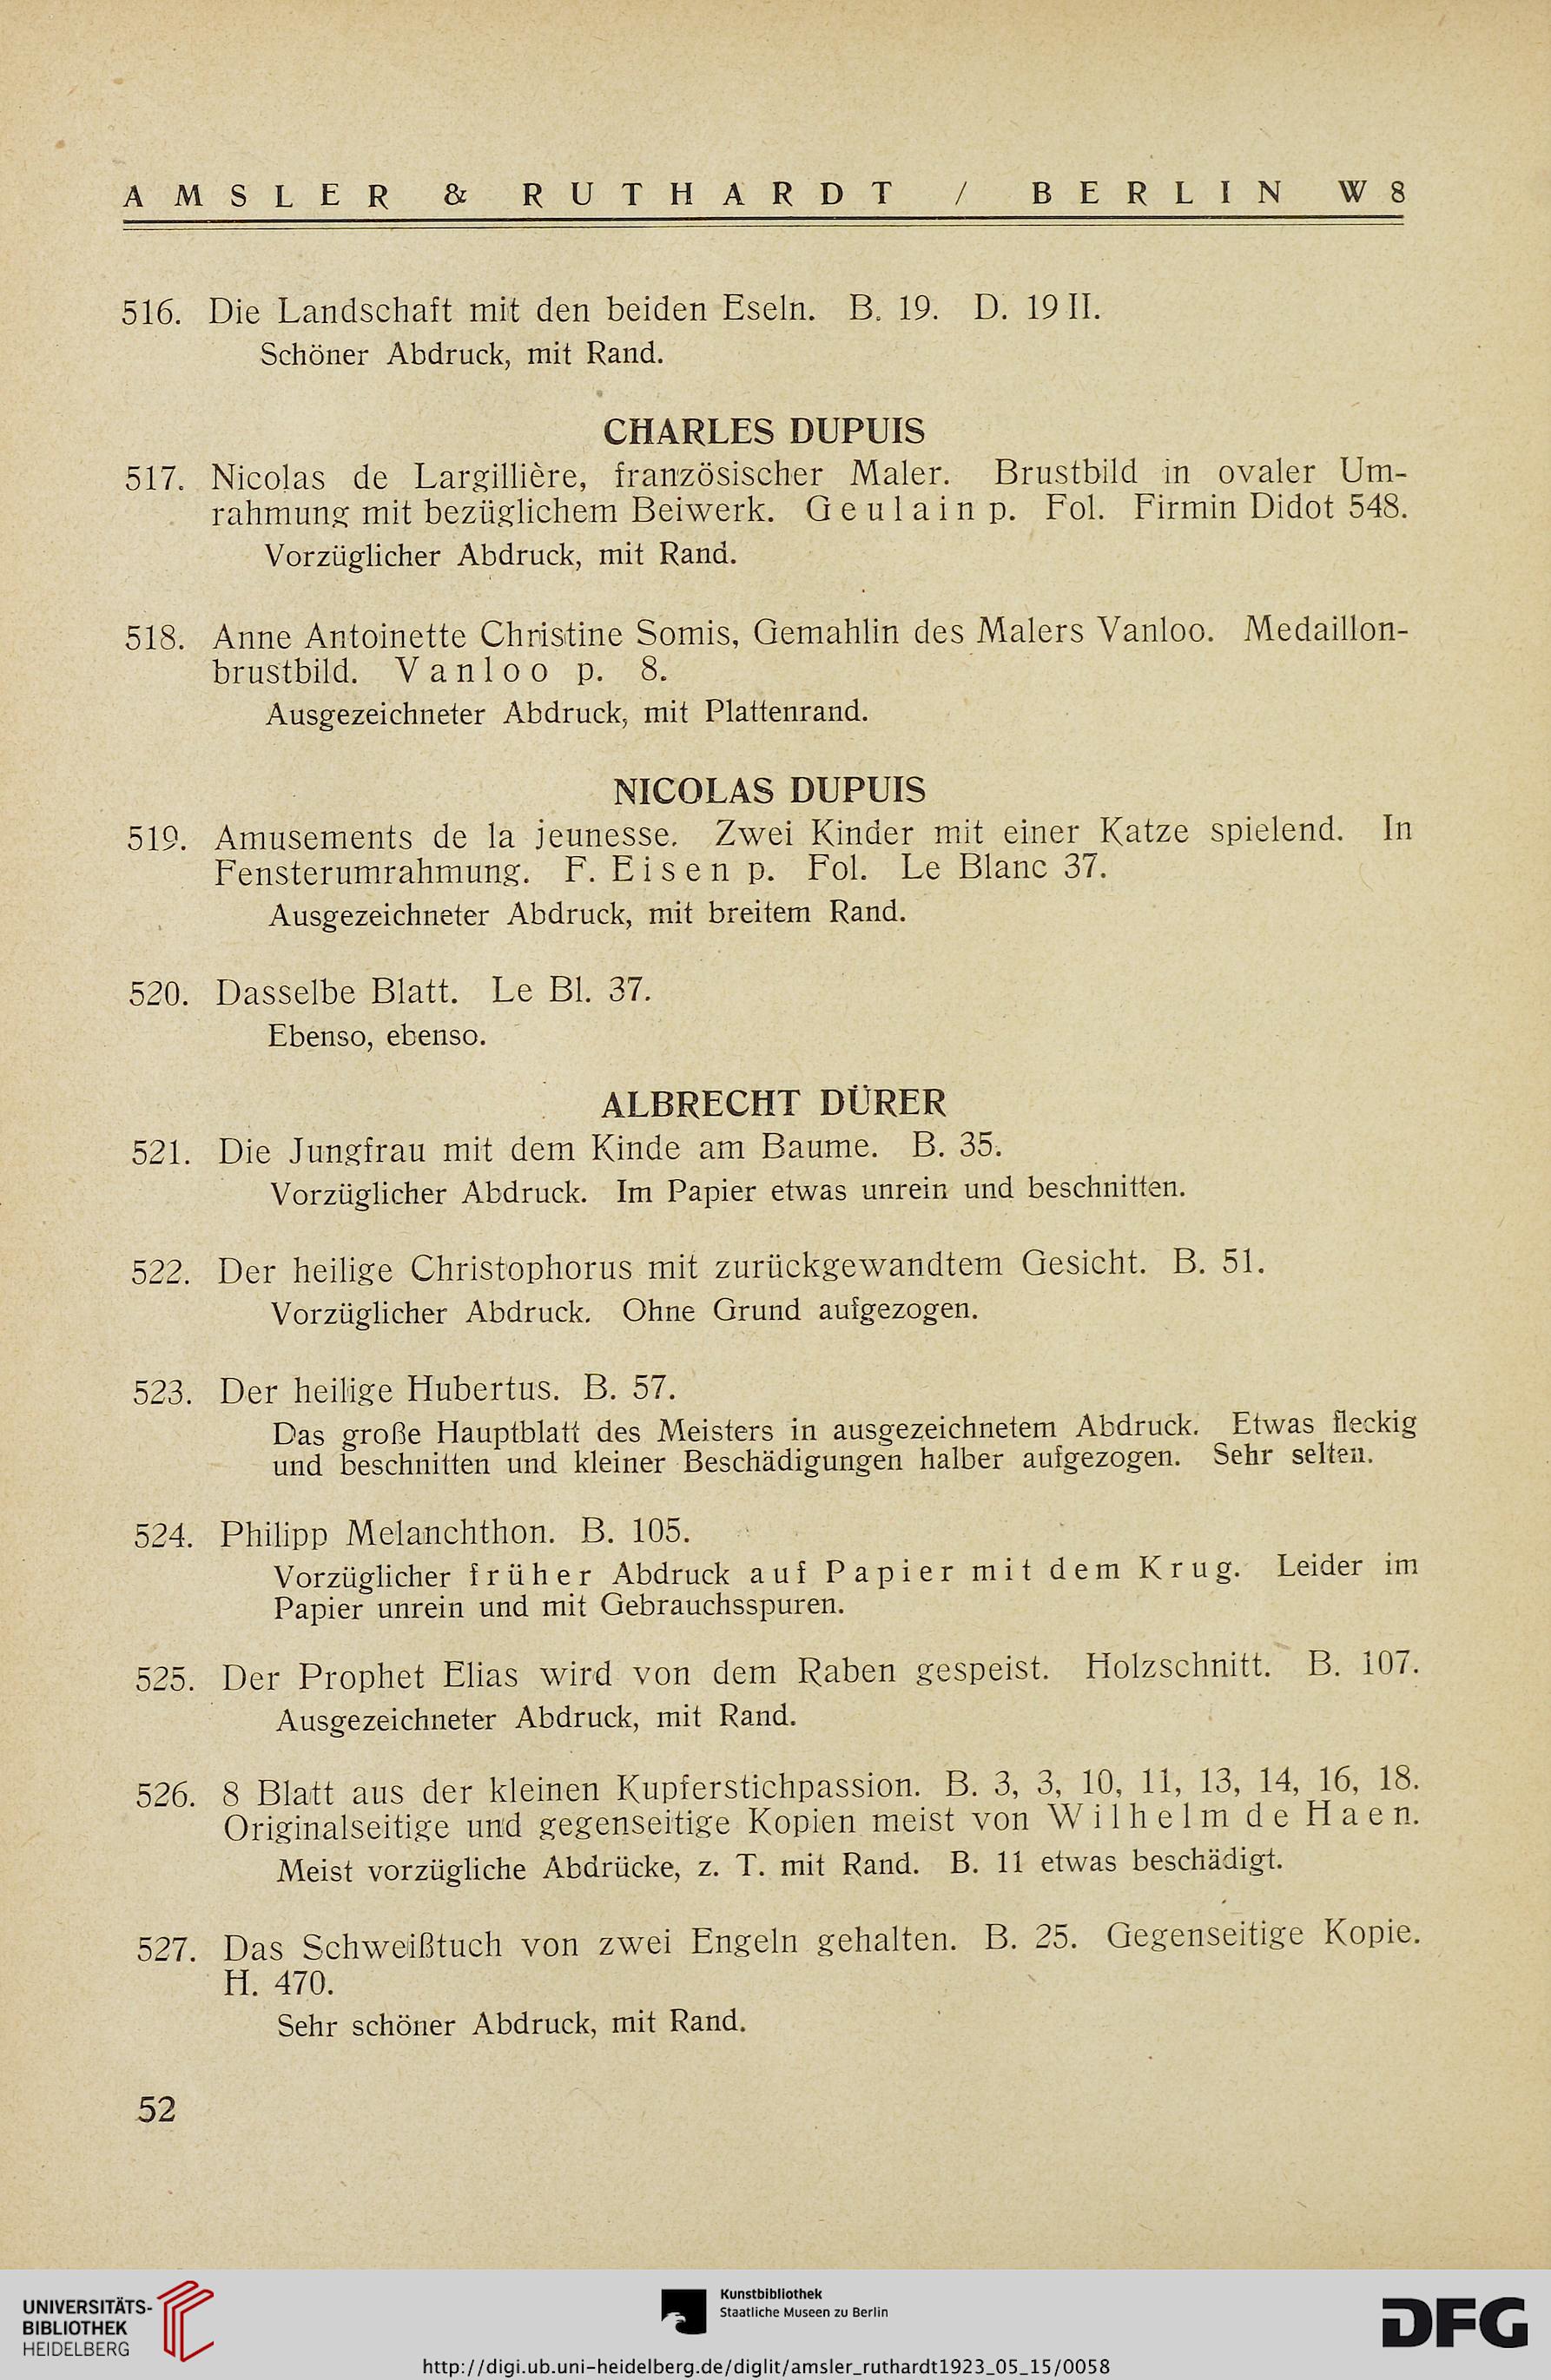 AMSLER & RUTHARDT / BERLIN W 8
516. Die Landschaft mit den beiden Eseln. B. 19. D. 19 II.
Schöner Abdruck, mit Rand.
CHARLES DUPUIS
517. Nicolas de Largillière, französischer Maler. Brustbild in ovaler Um-
rahmung mit bezüglichem Beiwerk. Geulain p. Fol. Firmin Didot 548.
Vorzüglicher Abdruck, mit Rand.
518. Anne Antoinette Christine Somis, Gemahlin des Malers Vanloo. Medaillon-
brustbild. Vanloo p. 8.
Ausgezeichneter Abdruck, mit Plattenrand.
NICOLAS DUPUIS
519. Amusements de la jeunesse. Zwei Kinder mit einer Katze spielend. In
Fensterumrahmung. F. Eisen p. Fol. Le Blanc 37.
Ausgezeichneter Abdruck, mit breitem Rand.
520. Dasselbe Blatt. Le Bl. 37.
Ebenso, ebenso.
ALBRECHT DÜRER
521. Die Jungfrau mit dem Kinde am Baume. B. 35.
Vorzüglicher Abdruck. Im Papier etwas unrein und beschnitten.
522. Der heilige Christophorus mit zurückgewandtem Gesicht. B. 51.
Vorzüglicher Abdruck. Ohne Grund aufgezogen.
523. Der heilige Hubertus. B. 57.
Das große Hauptblatt des Meisters in ausgezeichnetem Abdruck. Etwas fleckig
und beschnitten und kleiner Beschädigungen halber aufgezogen. Sehr selten.
524. Philipp Melanchthon. B. 105.
Vorzüglicher früher Abdruck auf Papier mit dem Krug. Leider im
Papier unrein und mit Gebrauchsspuren.
525. Der Prophet Elias wird von dem Raben gespeist. Holzschnitt. B. 107.
Ausgezeichneter Abdruck, mit Rand.
526. 8 Blatt aus der kleinen Kupferstichpassion. B. 3, 3, 10, 11, 13, 14, 16, 18.
Originalseitige und gegenseitige Kopien meist von Wilhelm de Haen.
Meist vorzügliche Abdrücke, z. T. mit Rand. B. 11 etwas beschädigt.
527. Das Schweißtuch von zwei Engeln gehalten. B. 25. Gegenseitige Kopie.
H. 470.
Sehr schöner Abdruck, mit Rand.
52
UNIVERSITÄTS-
BIBLIOTHEK
HEIDELBERG
Kunstbibliothek
Staatliche Museen zu Berlin
DFG
http://digi.ub.uni-heidelberg.de/diglit/amsler_ruthardt1923_05_15/0058